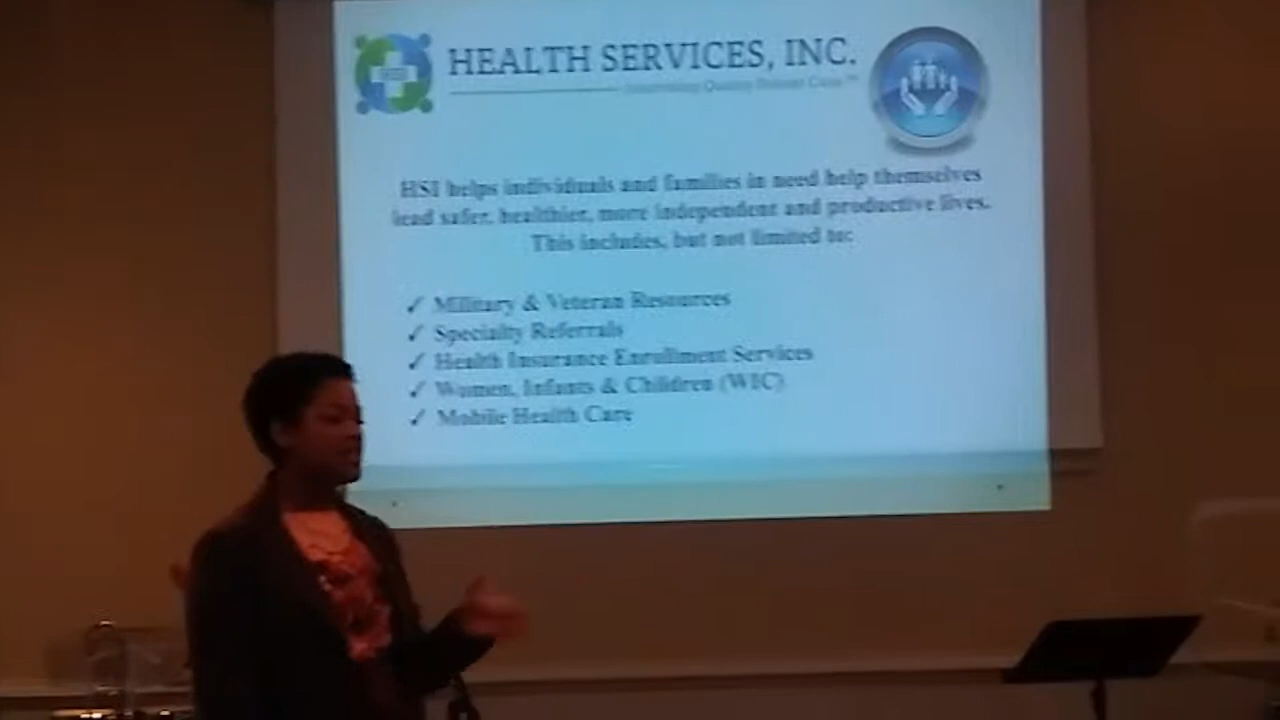 HEALTH SERVICES, INC.
HSI helps individuals and families in need help themselves
lead safer, healthier, more independent and productive lives.
This includes, but not limited to:
✓ Military & Veteran Resources
✓ Specialty Referrals
✓ Health Insurance Enrollment Services
✓ Women, Infants & Children (WIC)
✓ Mobile Health Care